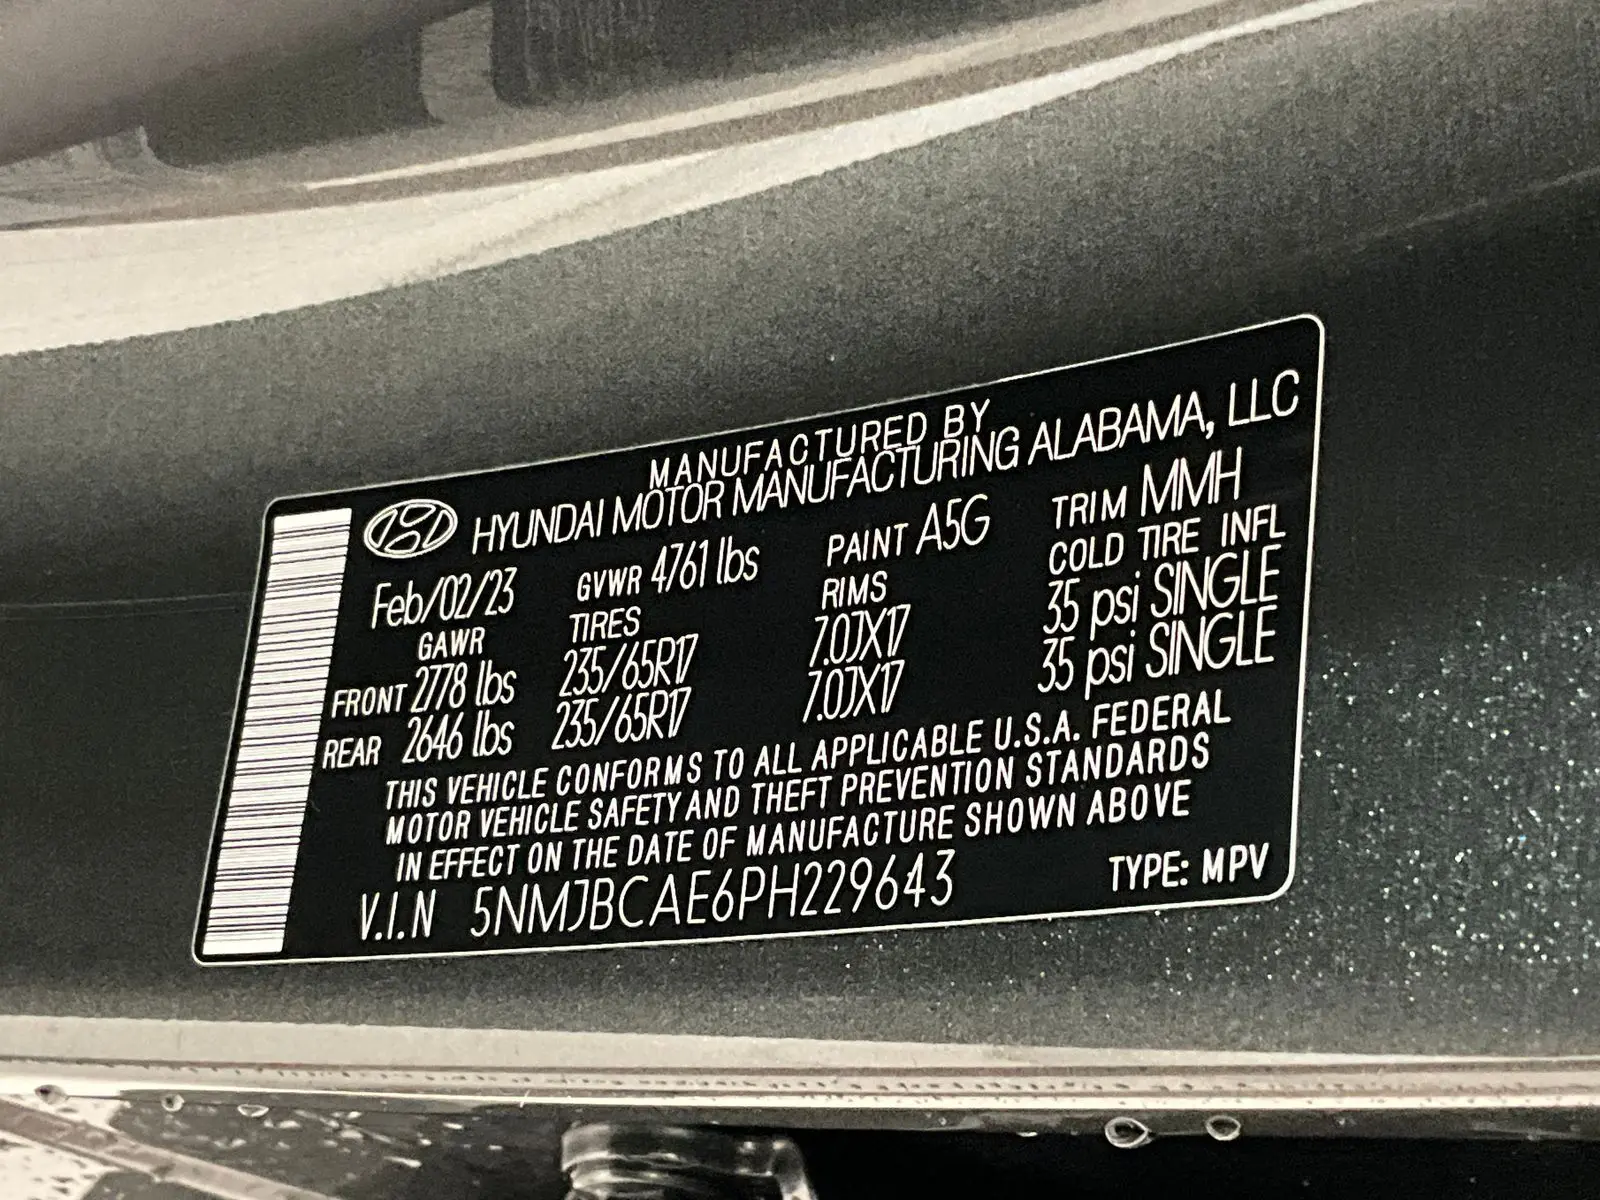 MANUFACTURED BY
HYUNDAI MOTOR MANUFACTURING ALABAMA, LLC
Feb/02/23 GVWR 4761 lbs PAINT A5G TRIM MMH
GAWR TIRES RIMS COLD TIRE INFL
FRONT 2778 lbs 235/65R17 7.0JX17 35 psi SINGLE
REAR 2646 lbs 235/65R17 7.0JX17 35 psi SINGLE
THIS VEHICLE CONFORMS TO ALL APPLICABLE U.S.A. FEDERAL
MOTOR VEHICLE SAFETY AND THEFT PREVENTION STANDARDS
IN EFFECT ON THE DATE OF MANUFACTURE SHOWN ABOVE
V.I.N 5NMJBCAE6PH229643 TYPE: MPV